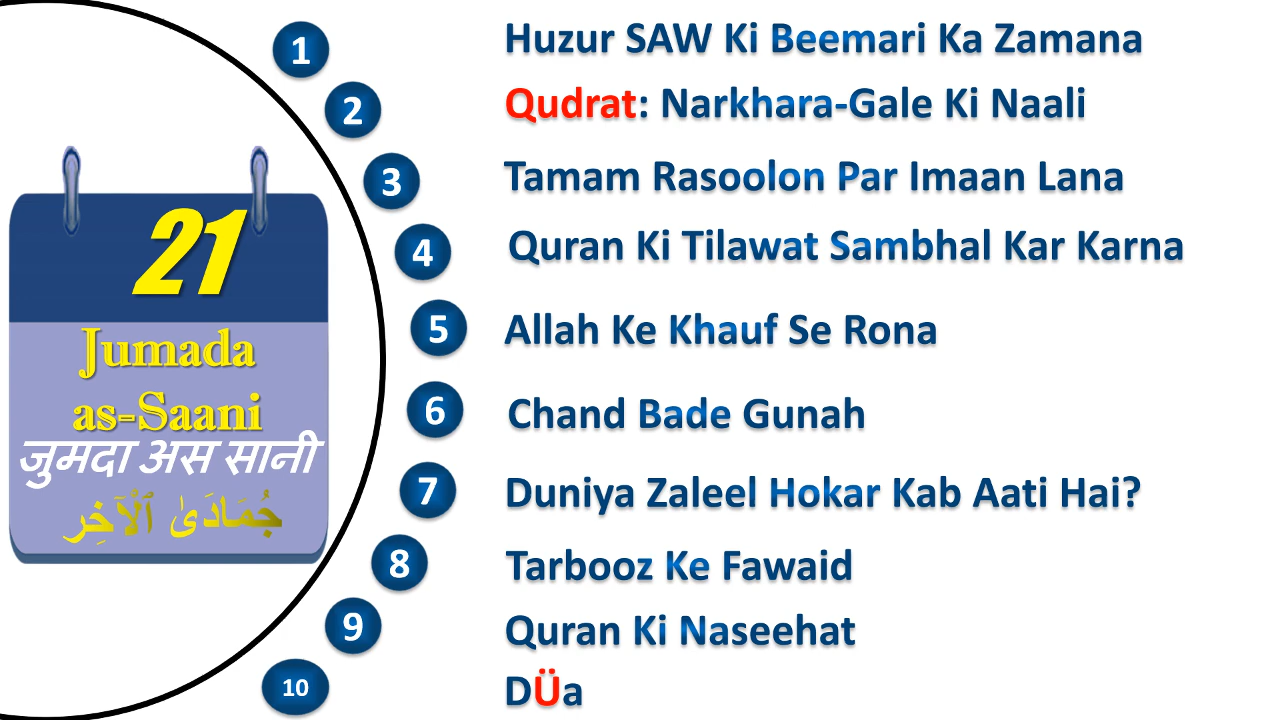 1 Huzur SAW Ki Beemari Ka Zamana
2 Qudrat: Narkhara-Gale Ki Naali
3 Tamam Rasoolon Par Imaan Lana
4 Quran Ki Tilawat Sambhal Kar Karna
5 Allah Ke Khauf Se Rona
6 Chand Bade Gunah
7 Duniya Zaleel Hokar Kab Aati Hai?
8 Tarbooz Ke Fawaid
9 Quran Ki Naseehat
10 DÜa
21
Jumada
as-Saani
जुमदा अस सानी
جُمَادَىٰ ٱلْآخِر